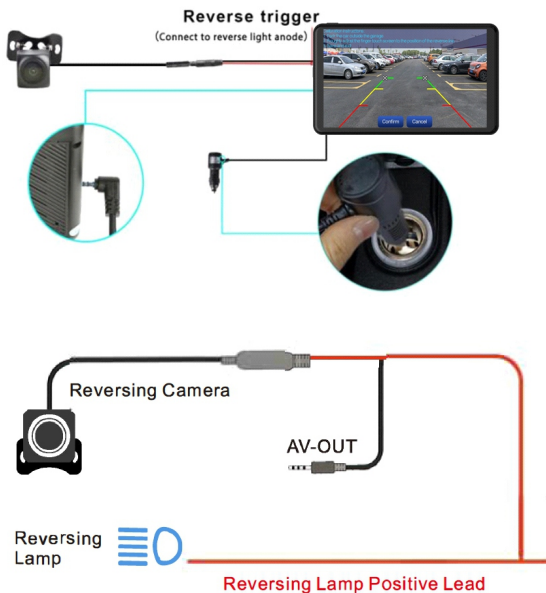 Reverse trigger
(Connect to reverse light anode)
Confirm Cancel
Reversing Camera
AV-OUT
Reversing
Lamp
Reversing Lamp Positive Lead